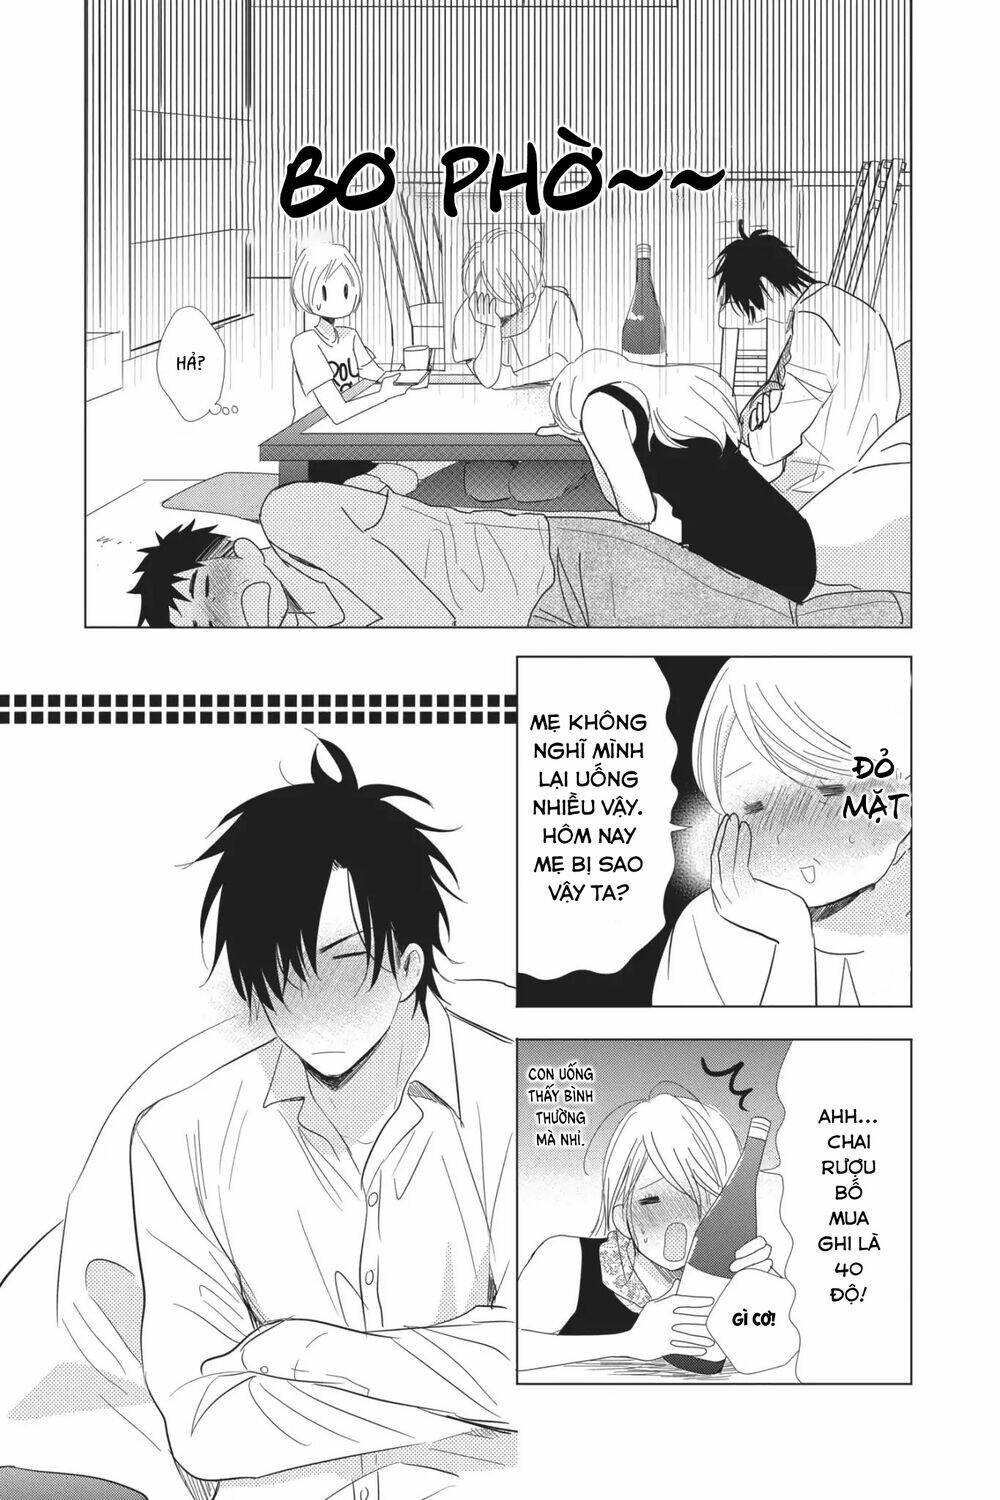 BƠ PHỜ~~
HẢ?
ROU
MẸ KHÔNG
NGHĨ MÌNH
LẠI UỐNG
NHIỀU VẬY.
HÔM NAY
MẸ BỊ SAO
VẬY TA?
ĐỎ
MẶT
AHH...
CHAI
RƯỢU
BỐ
MUA
GHI LÀ
40
ĐỘ!
CON UỐNG
THẤY BÌNH
THƯỜNG
MÀ NHỈ.
GÌ CƠ!